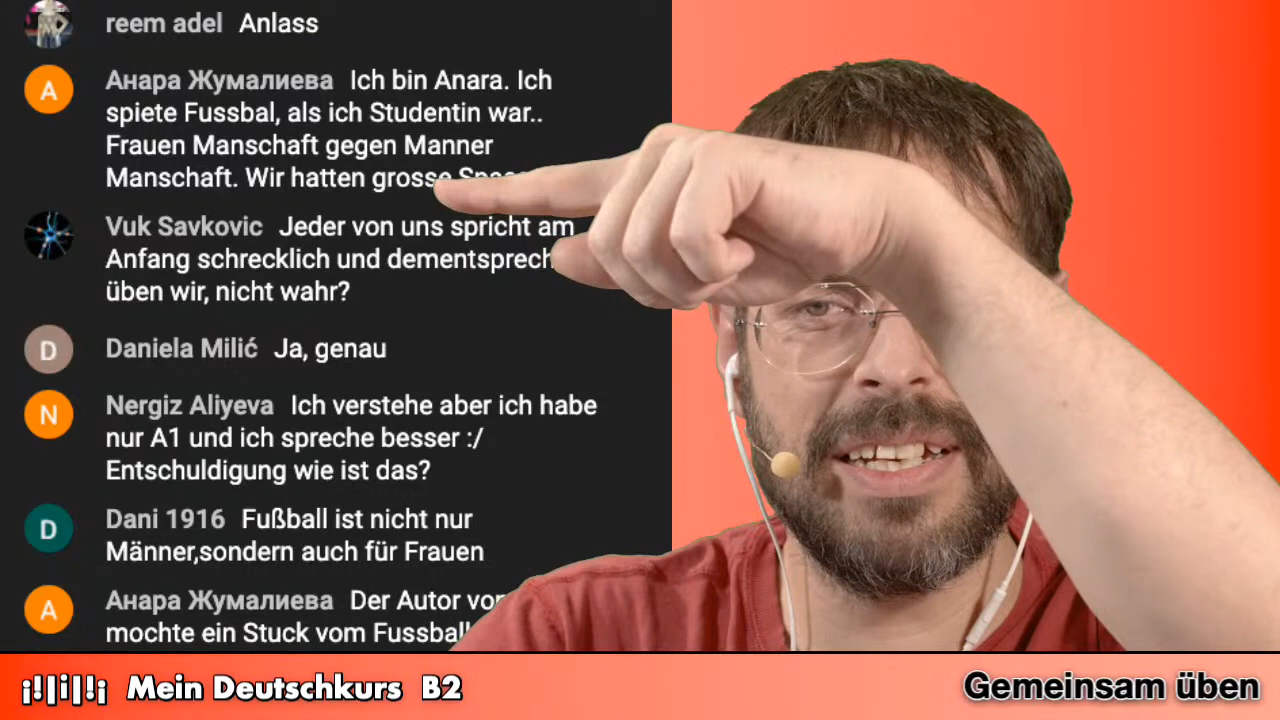 reem adel Anlass
A Анара Жумалиева Ich bin Anara. Ich
spiete Fussbal, als ich Studentin war..
Frauen Manschaft gegen Manner
Manschaft. Wir hatten grosse
Vuk Savkovic Jeder von uns spricht am
Anfang schrecklich und dementsprech
üben wir, nicht wahr?
D Daniela Milić Ja, genau
N Nergiz Aliyeva Ich verstehe aber ich habe
nur A1 und ich spreche besser :/
Entschuldigung wie ist das?
D Dani 1916 Fußball ist nicht nur
Männer,sondern auch für Frauen
A Анара Жумалиева Der Autor
mochte ein Stuck vom Fussball
Mein Deutschkurs B2
Gemeinsam üben